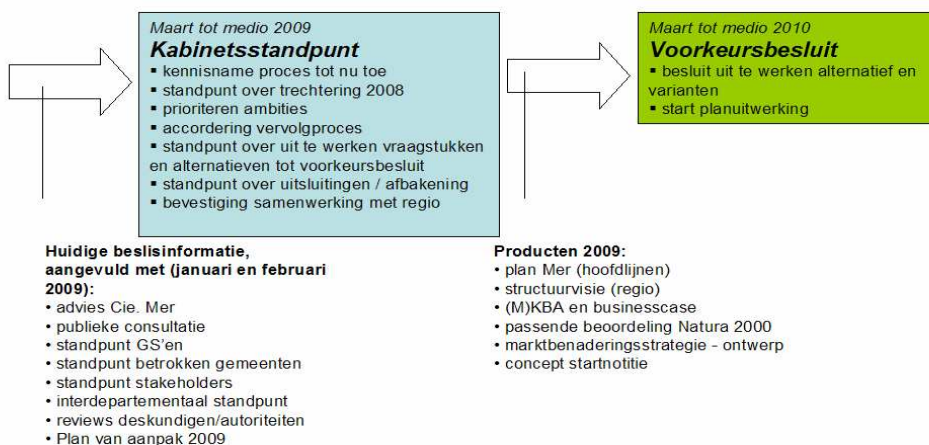 Maart tot medio 2009
Kabinetsstandpunt
▪ kennisname proces tot nu toe
▪ standpunt over trechtering 2008
▪ prioriteren ambities
▪ accordering vervolgproces
▪ standpunt over uit te werken vraagstukken
en alternatieven tot voorkeursbesluit
▪ standpunt over uitsluitingen / afbakening
▪ bevestiging samenwerking met regio
Maart tot medio 2010
Voorkeursbesluit
▪ besluit uit te werken alternatief en
varianten
▪ start planuitwerking
Huidige beslisinformatie,
aangevuld met (januari en februari
2009):
• advies Cie. Mer
• publieke consultatie
• standpunt GS'en
• standpunt betrokken gemeenten
• standpunt stakeholders
• interdepartementaal standpunt
• reviews deskundigen/autoriteiten
• Plan van aanpak 2009
Producten 2009:
• plan Mer (hoofdlijnen)
• structuurvisie (regio)
• (M)KBA en businesscase
• passende beoordeling Natura 2000
• marktbenaderingsstrategie - ontwerp
• concept startnotitie